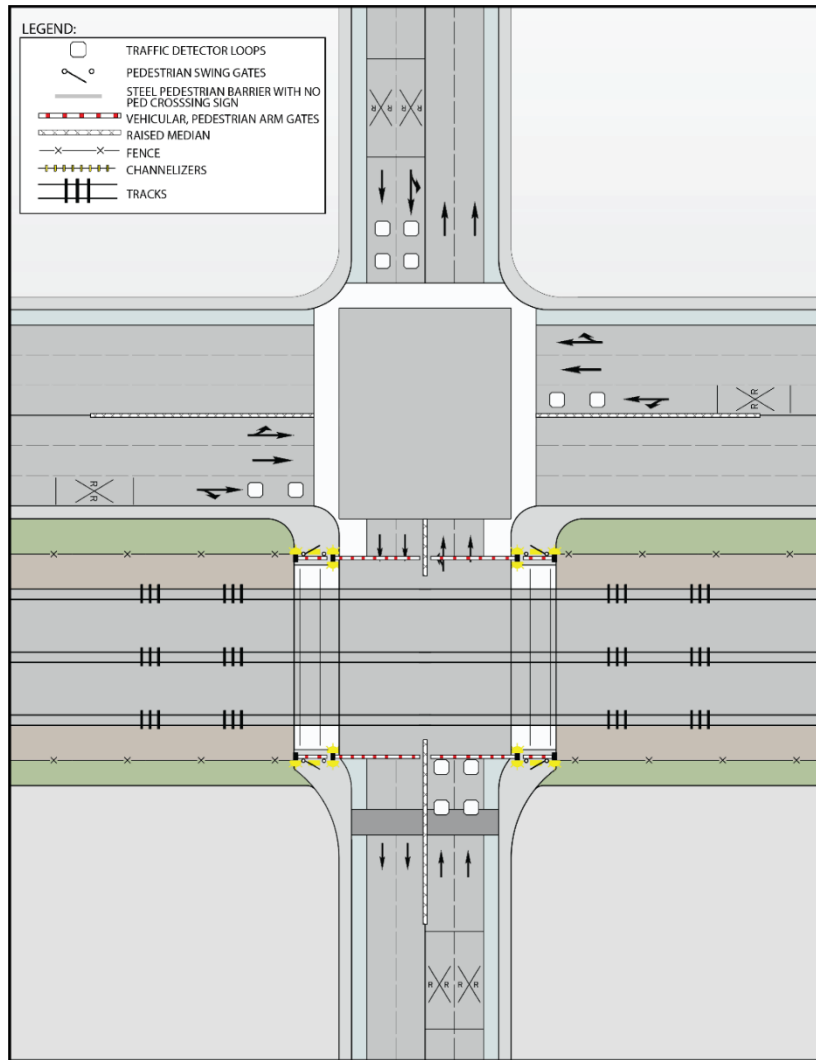 LEGEND:
TRAFFIC DETECTOR LOOPS
PEDESTRIAN SWING GATES
STEEL PEDESTRIAN BARRIER WITH NO
PED CROSSSING SIGN
VEHICULAR, PEDESTRIAN ARM GATES
RAISED MEDIAN
FENCE
CHANNELIZERS
TRACKS
R R R R
R R
R R
R R R R